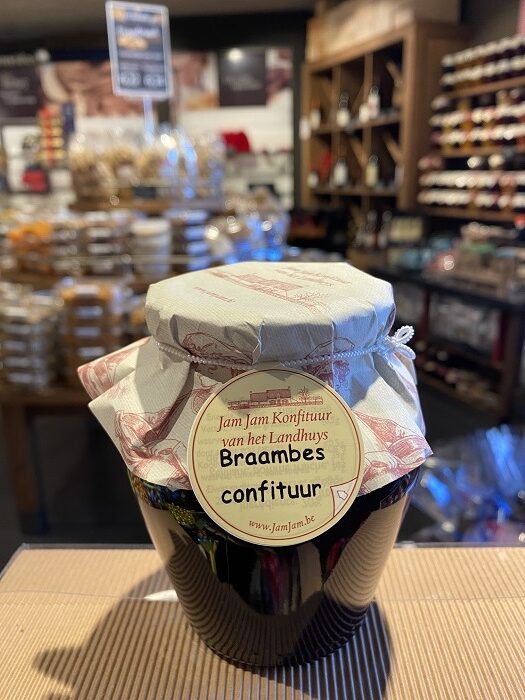 Jam Jam Konfituur
van het Landhuys
Braambes
confituur
www.JamJam.be